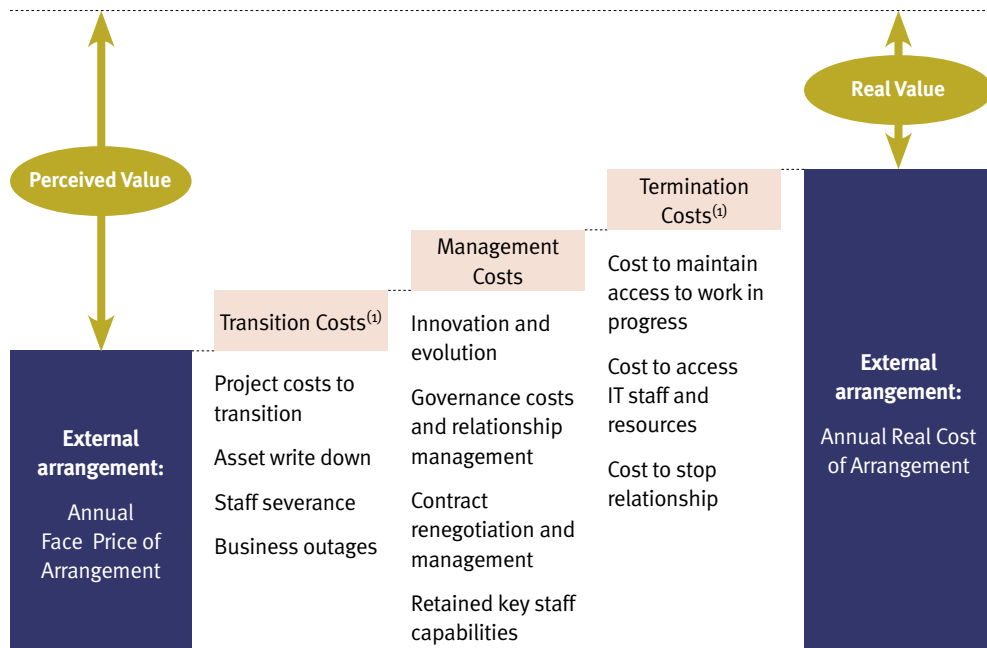 Perceived Value
External
arrangement:
Annual
Face Price of
Arrangement
Transition Costs(1)
Project costs to
transition
Asset write down
Staff severance
Business outages
Management
Costs
Innovation and
evolution
Governance costs
and relationship
management
Contract
renegotiation and
management
Retained key staff
capabilities
Termination
Costs(1)
Cost to maintain
access to work in
progress
Cost to access
IT staff and
resources
Cost to stop
relationship
Real Value
External
arrangement:
Annual Real Cost
of Arrangement